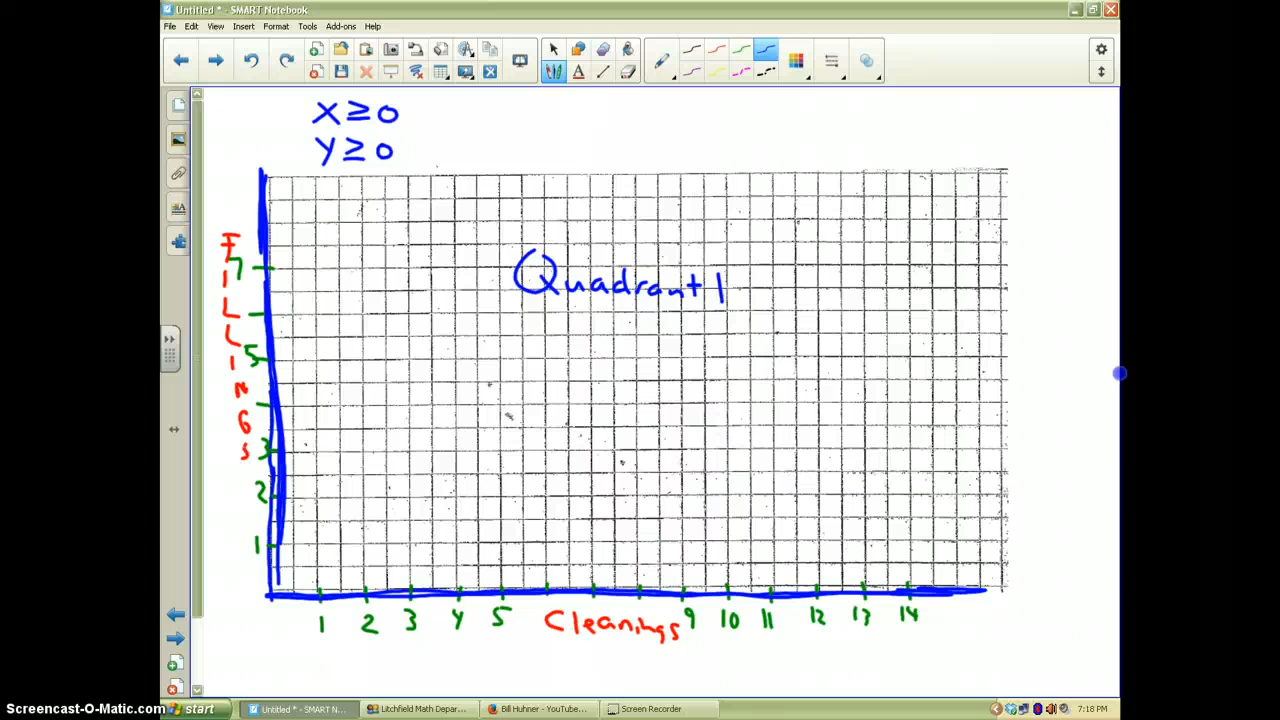 Untitled * - SMART Notebook
File Edit View Insert Format Tools Add-ons Help
X ≥ 0
Y ≥ 0
Quadrant 1
FILLINGS
7
5
3
2
1
1 2 3 4 5 9 10 11 12 13 14
Cleanings
Screencast-O-Matic.com
start
Untitled * - SMART N...
Litchfield Math Depar...
Bill Huhner - YouTube...
Screen Recorder
7:18 PM